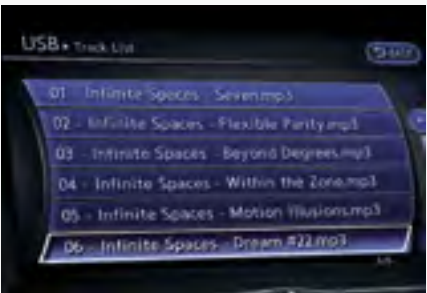 USB • Track List
BACK
01 - Infinite Spaces - Seven.mp3
02 - Infinite Spaces - Flexible Parity.mp3
03 - Infinite Spaces - Beyond Degrees.mp3
04 - Infinite Spaces - Within the Zone.mp3
05 - Infinite Spaces - Motion Illusions.mp3
06 - Infinite Spaces - Dream #22.mp3